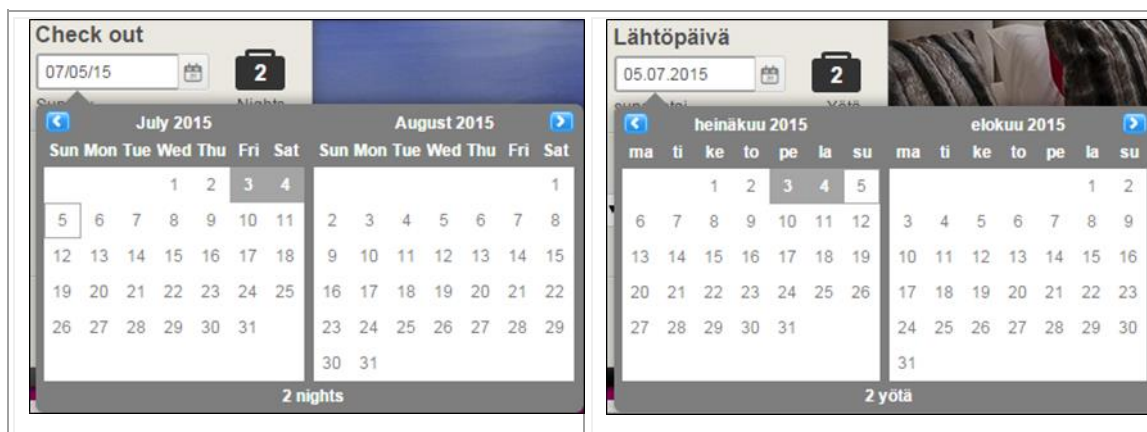 Check out
07/05/15
2
July 2015
August 2015
Sun Mon Tue Wed Thu Fri Sat
Sun Mon Tue Wed Thu Fri Sat
1 2 3 4
1
5 6 7 8 9 10 11
2 3 4 5 6 7 8
12 13 14 15 16 17 18
9 10 11 12 13 14 15
19 20 21 22 23 24 25
16 17 18 19 20 21 22
26 27 28 29 30 31
23 24 25 26 27 28 29
30 31
2 nights
Lähtöpäivä
05.07.2015
2
heinäkuu 2015
elokuu 2015
ma ti ke to pe la su
ma ti ke to pe la su
1 2 3 4 5
1 2
6 7 8 9 10 11 12
3 4 5 6 7 8 9
13 14 15 16 17 18 19
10 11 12 13 14 15 16
20 21 22 23 24 25 26
17 18 19 20 21 22 23
27 28 29 30 31
24 25 26 27 28 29 30
31
2 yötä